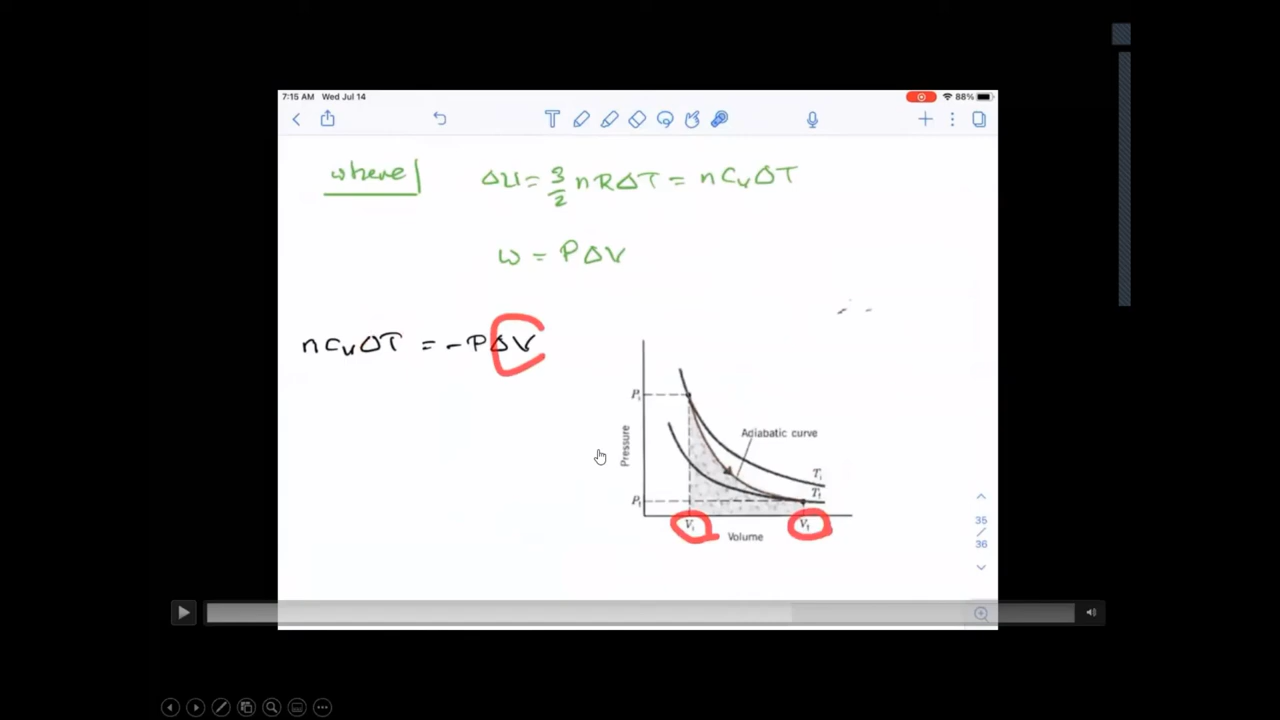 7:15 AM Wed Jul 14
88%
where
ΔU = 3/2 nRΔT = nCvΔT
W = PΔV
nCvΔT = -PΔV
Pi
Adiabatic curve
Pressure
Ti
Tf
Pf
Vi
Vf
Volume
35
/
36